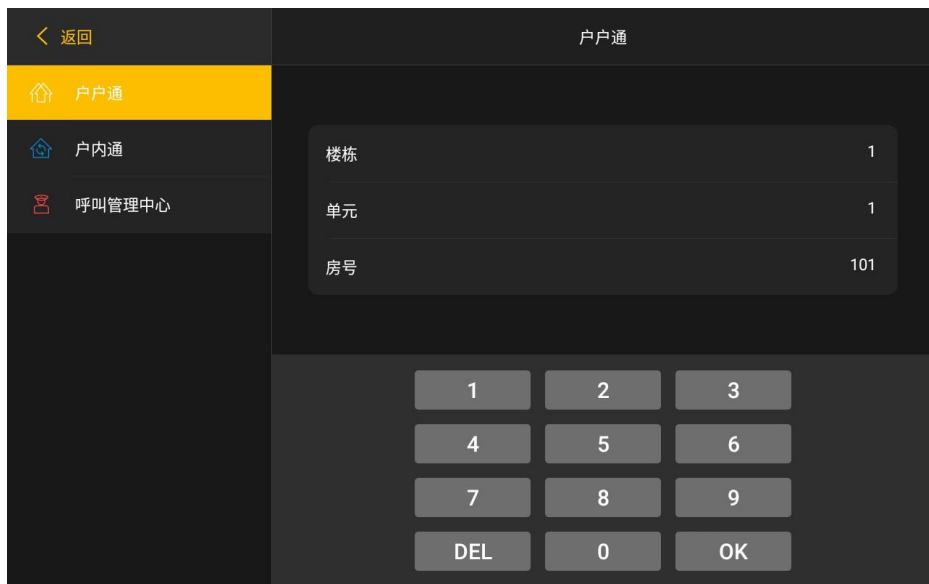 返回
户户通
户户通
户内通
呼叫管理中心
楼栋 1
单元 1
房号 101
1 2 3
4 5 6
7 8 9
DEL 0 OK